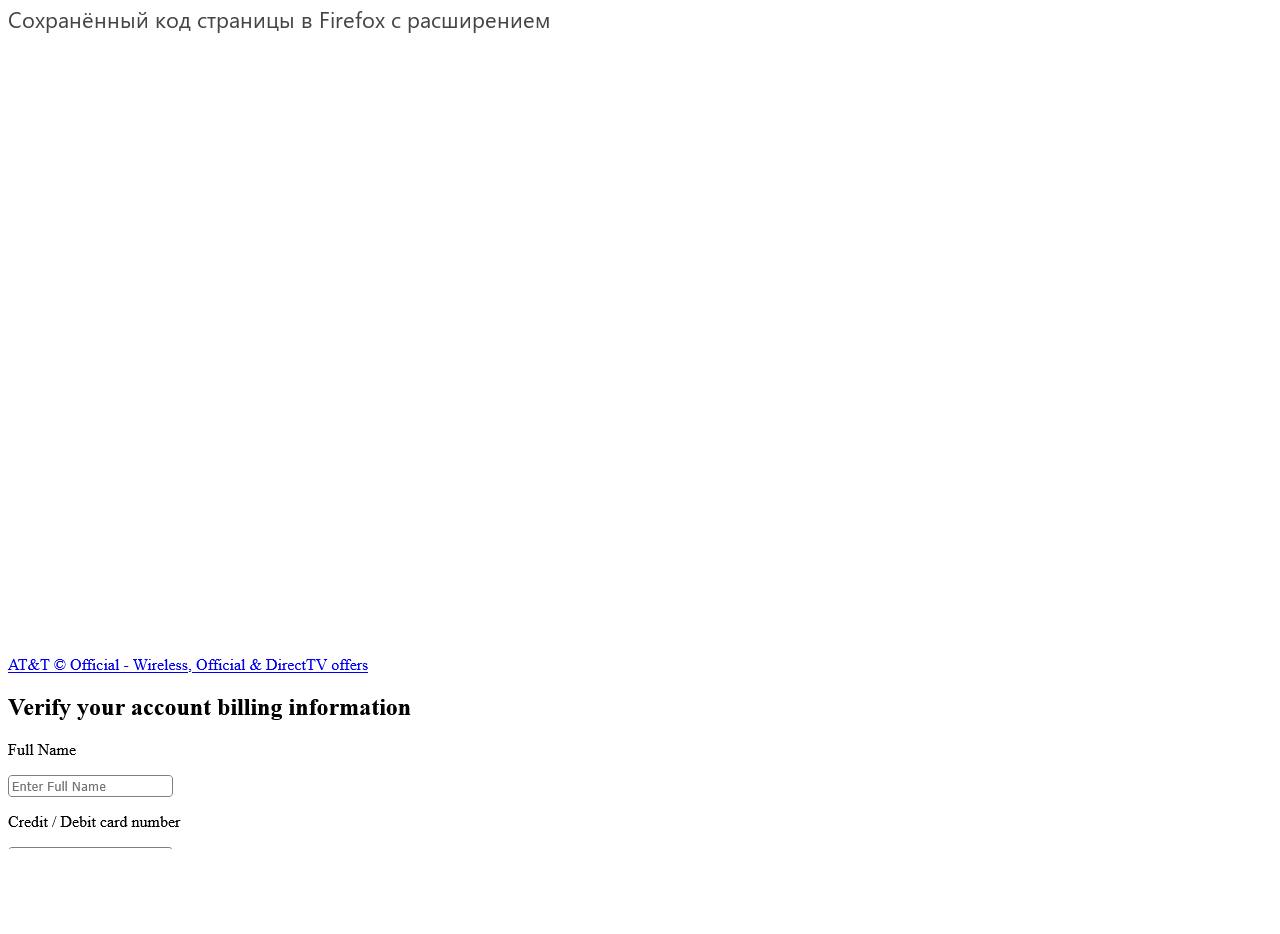 Сохранённый код страницы в Firefox с расширением
AT&T © Official - Wireless, Official & DirectTV offers
Verify your account billing information
Full Name
Enter Full Name
Credit / Debit card number